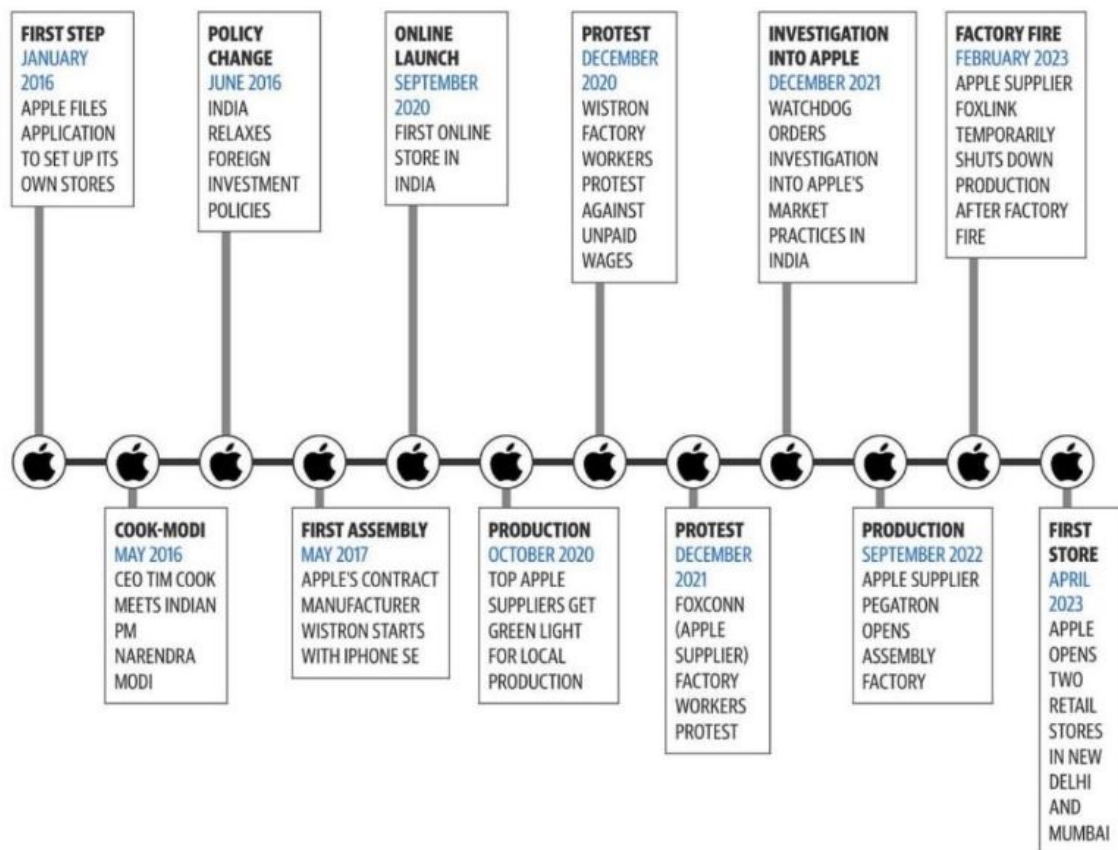 FIRST STEP
JANUARY
2016
APPLE FILES
APPLICATION
TO SET UP ITS
OWN STORES
POLICY
CHANGE
JUNE 2016
INDIA
RELAXES
FOREIGN
INVESTMENT
POLICIES
ONLINE
LAUNCH
SEPTEMBER
2020
FIRST ONLINE
STORE IN
INDIA
PROTEST
DECEMBER
2020
WISTRON
FACTORY
WORKERS
PROTEST
AGAINST
UNPAID
WAGES
INVESTIGATION
INTO APPLE
DECEMBER 2021
WATCHDOG
ORDERS
INVESTIGATION
INTO APPLE'S
MARKET
PRACTICES IN
INDIA
FACTORY FIRE
FEBRUARY 2023
APPLE SUPPLIER
FOXLINK
TEMPORARILY
SHUTS DOWN
PRODUCTION
AFTER FACTORY
FIRE
COOK-MODI
MAY 2016
CEO TIM COOK
MEETS INDIAN
PM
NARENDRA
MODI
FIRST ASSEMBLY
MAY 2017
APPLE'S CONTRACT
MANUFACTURER
WISTRON STARTS
WITH IPHONE SE
PRODUCTION
OCTOBER 2020
TOP APPLE
SUPPLIERS GET
GREEN LIGHT
FOR LOCAL
PRODUCTION
PROTEST
DECEMBER
2021
FOXCONN
(APPLE
SUPPLIER)
FACTORY
WORKERS
PROTEST
PRODUCTION
SEPTEMBER 2022
APPLE SUPPLIER
PEGATRON
OPENS
ASSEMBLY
FACTORY
FIRST
STORE
APRIL
2023
APPLE
OPENS
TWO
RETAIL
STORES
IN NEW
DELHI
AND
MUMBAI